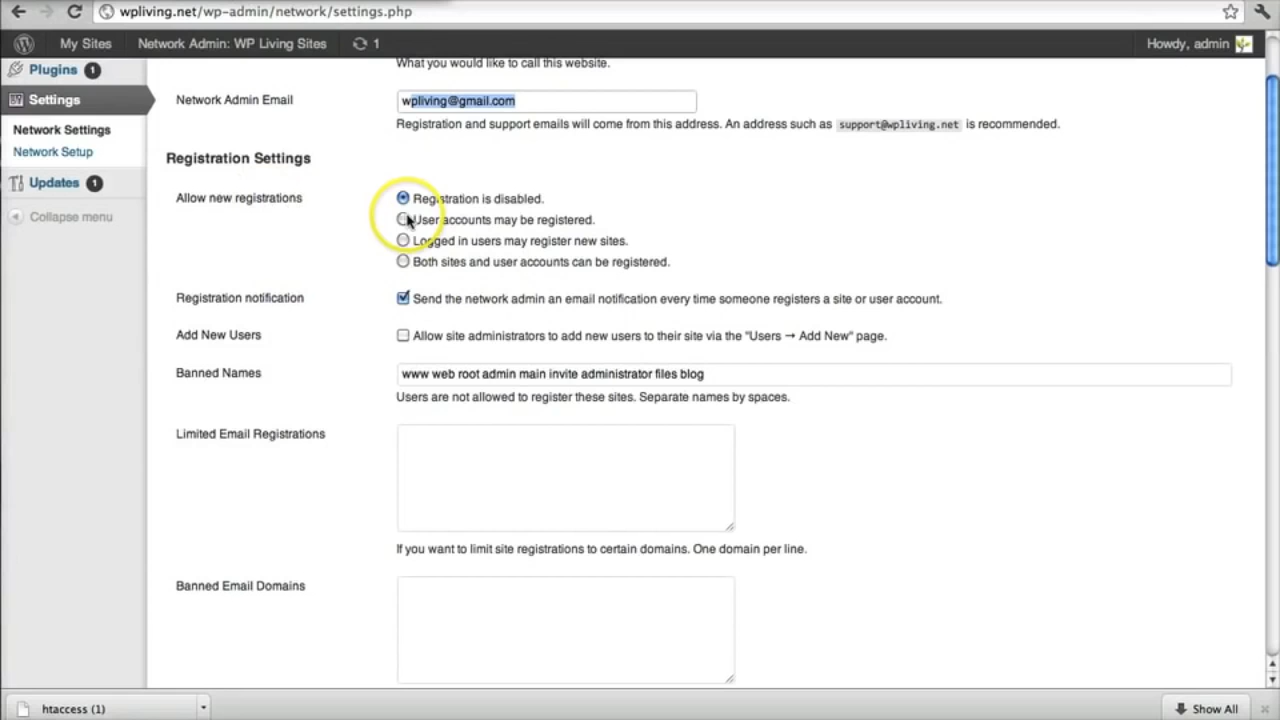 wpliving.net/wp-admin/network/settings.php
My Sites Network Admin: WP Living Sites 1 Howdy, admin
Plugins 1
What you would like to call this website.
Settings
Network Admin Email wpliving@gmail.com
Registration and support emails will come from this address. An address such as support@wpliving.net is recommended.
Network Settings
Network Setup
Registration Settings
Updates 1
Allow new registrations Registration is disabled.
Collapse menu
User accounts may be registered.
Logged in users may register new sites.
Both sites and user accounts can be registered.
Registration notification Send the network admin an email notification every time someone registers a site or user account.
Add New Users Allow site administrators to add new users to their site via the "Users → Add New" page.
Banned Names www web root admin main invite administrator files blog
Users are not allowed to register these sites. Separate names by spaces.
Limited Email Registrations
If you want to limit site registrations to certain domains. One domain per line.
Banned Email Domains
htaccess (1) Show All